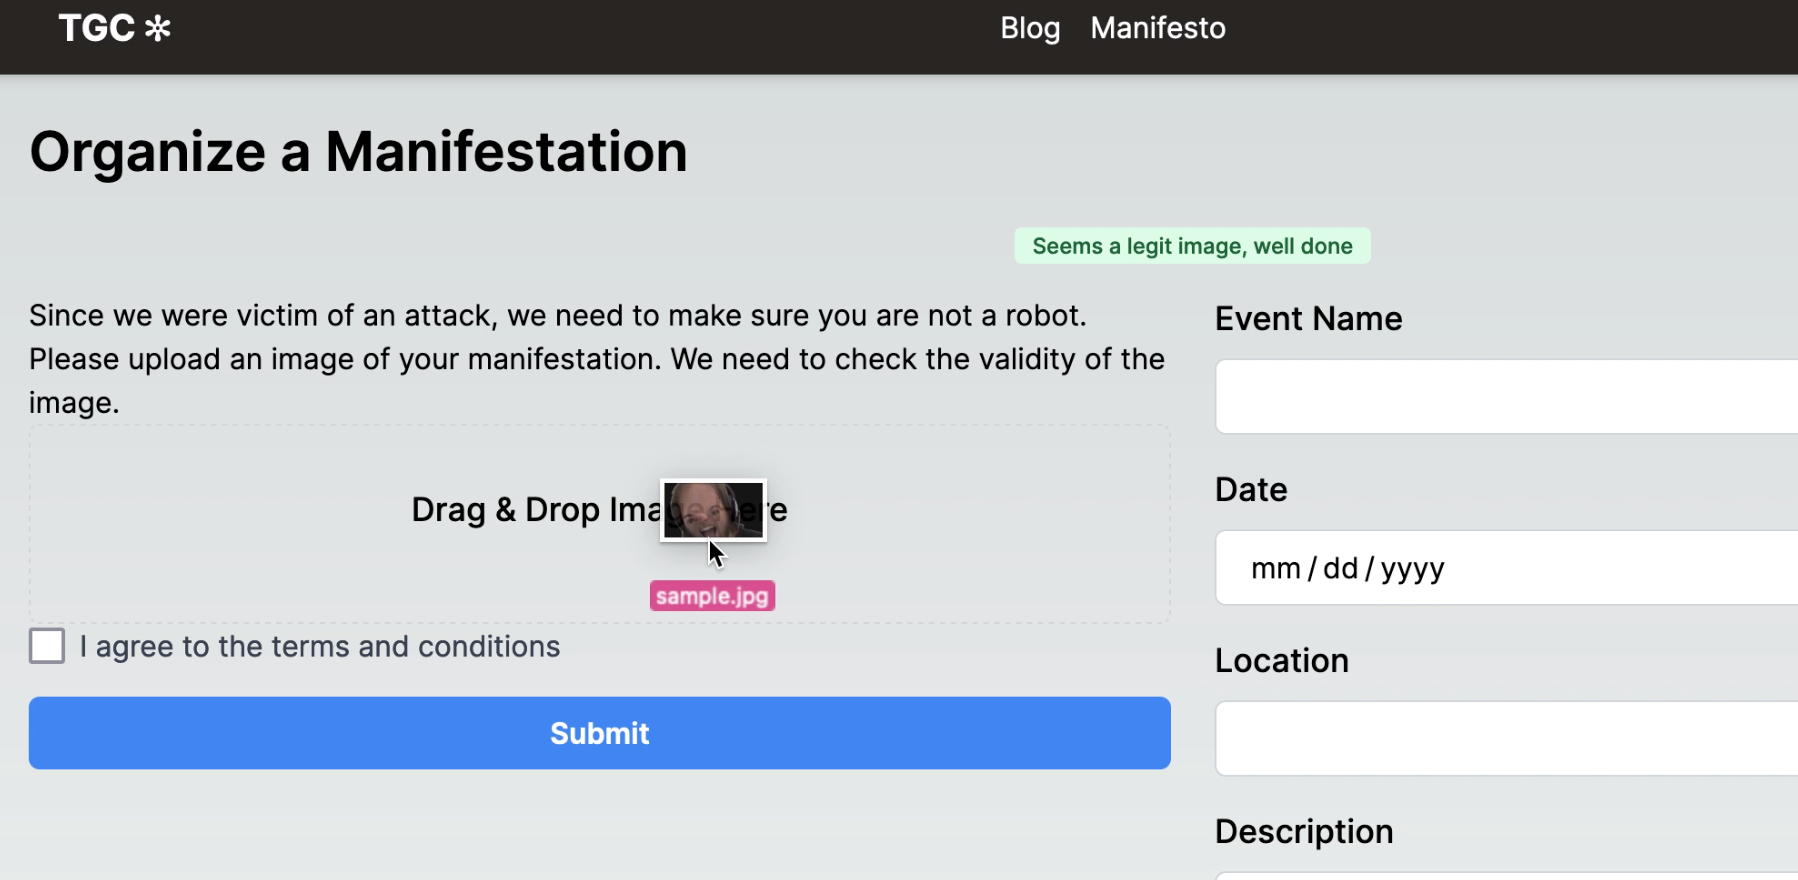 TGC
Blog Manifesto
Organize a Manifestation
Seems a legit image, well done
Since we were victim of an attack, we need to make sure you are not a robot.
Please upload an image of your manifestation. We need to check the validity of the
image.
Drag & Drop Image Here
sample.jpg
I agree to the terms and conditions
Submit
Event Name
Date
mm/dd/yyyy
Location
Description